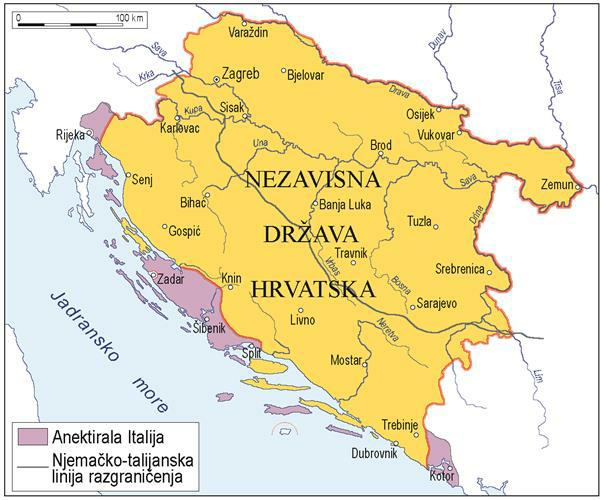 0
100 km
Varaždin
Dunav
Sava
Tisa
Krka
Zagreb
Bjelovar
Drava
Kupa
Sisak
Osijek
Rijeka
Karlovac
Vukovar
Una
Brod
Senj
NEZAVISNA
Sava
Zemun
Bihać
Banja Luka
Drina
Gospić
DRŽAVA
Tuzla
Travnik
Vrbas
Zadar
Knin
Bosna
Srebrenica
HRVATSKA
Šibenik
Livno
Sarajevo
Jadransko more
Split
Neretva
Mostar
Lim
Trebinje
Dubrovnik
Kotor
Anektirala Italija
Njemačko-talijanska
linija razgraničenja